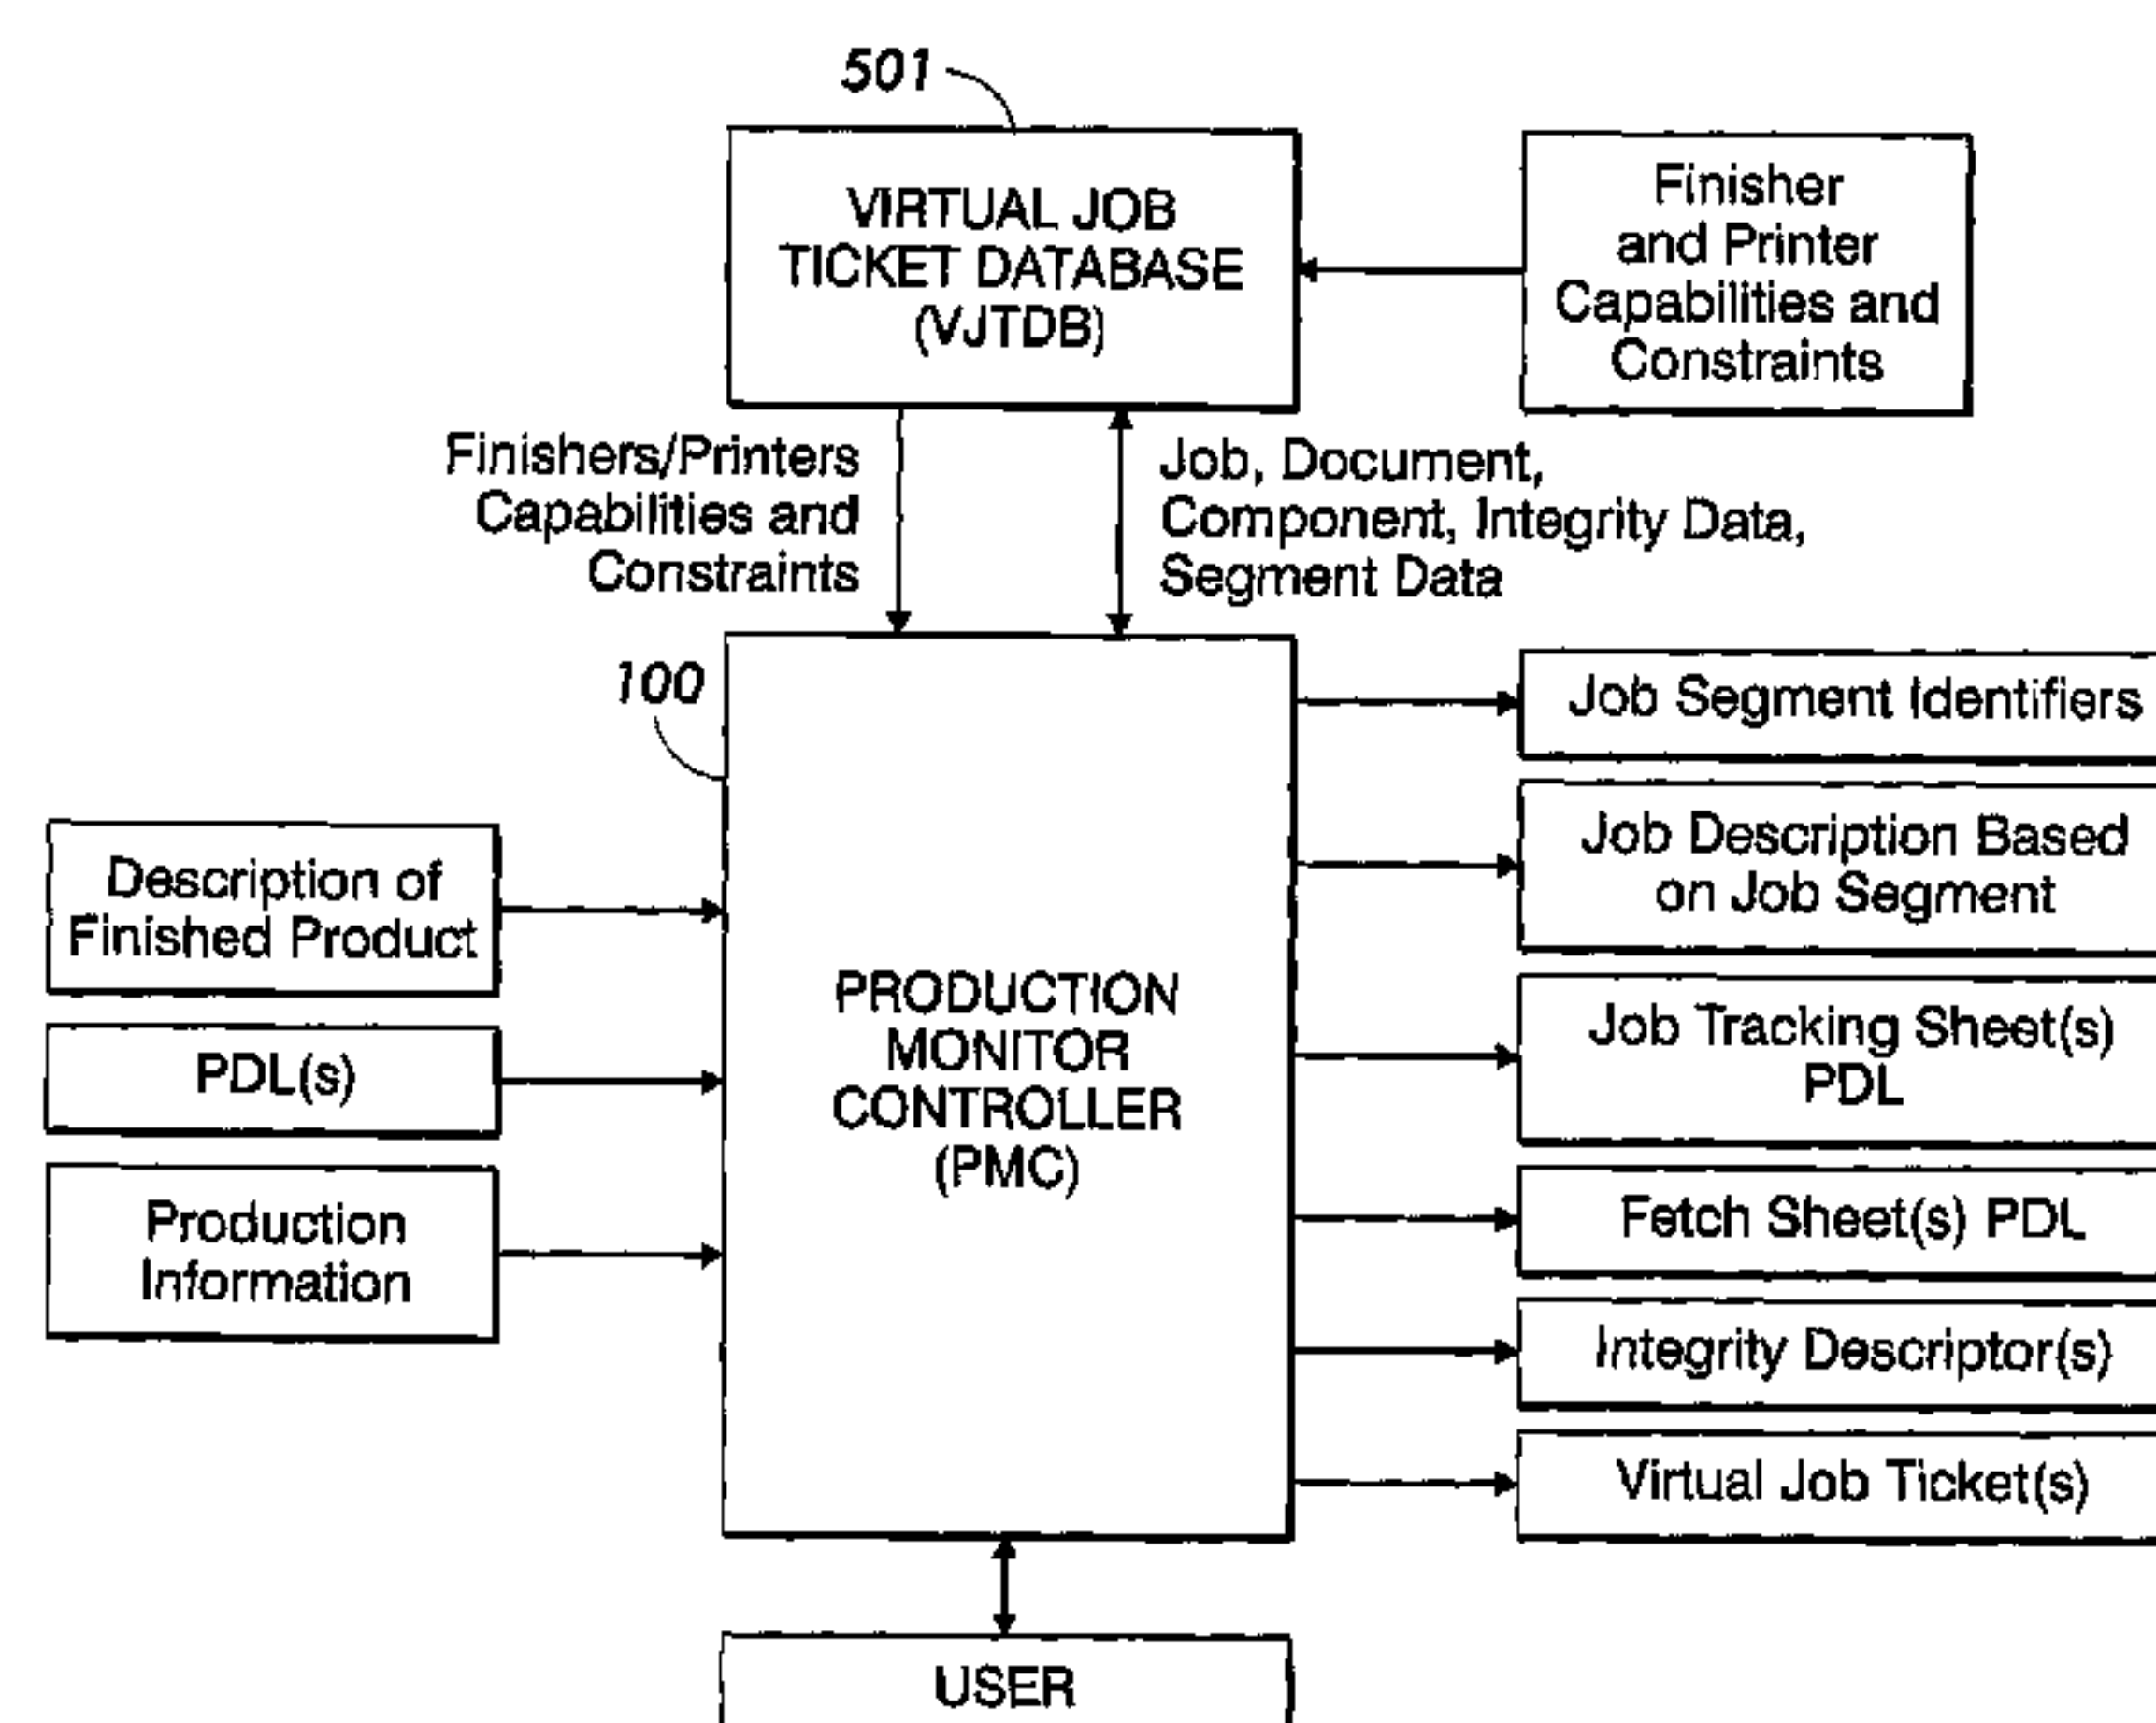 501
VIRTUAL JOB
TICKET DATABASE
(VJTDB)
Finisher
and Printer
Capabilities and
Constraints
Finishers/Printers
Capabilities and
Constraints
Job, Document,
Component, Integrity Data,
Segment Data
100
Description of
Finished Product
PDL(s)
Production
Information
PRODUCTION
MONITOR
CONTROLLER
(PMC)
Job Segment Identifiers
Job Description Based
on Job Segment
Job Tracking Sheet(s)
PDL
Fetch Sheet(s) PDL
Integrity Descriptor(s)
Virtual Job Ticket(s)
USER